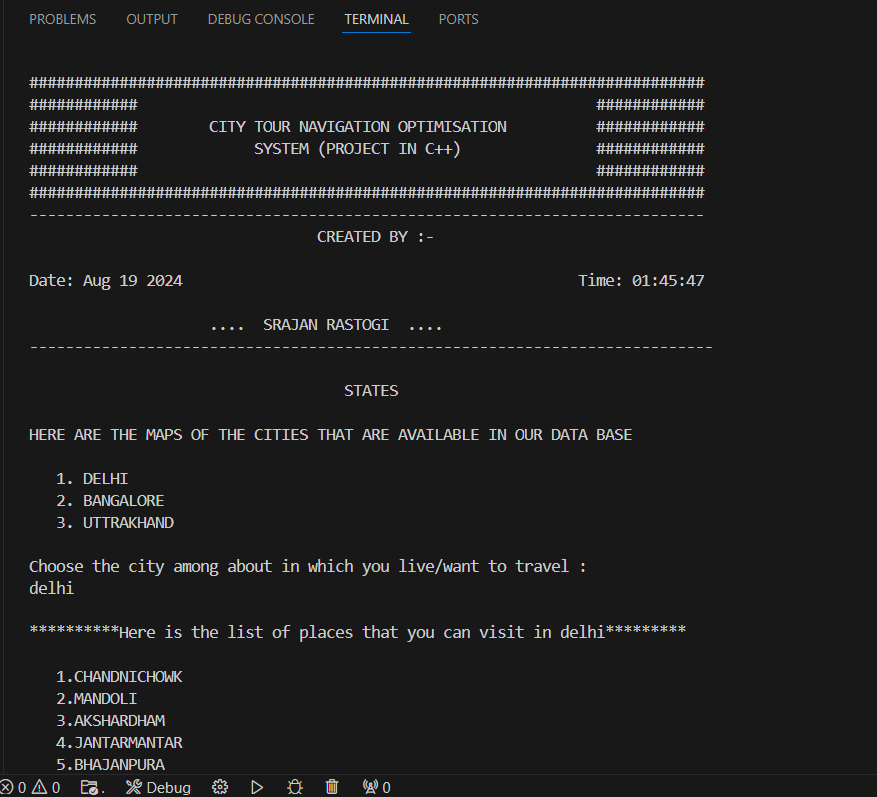 PROBLEMS OUTPUT DEBUG CONSOLE TERMINAL PORTS
###########################################################################
############ ############
############ CITY TOUR NAVIGATION OPTIMISATION ############
############ SYSTEM (PROJECT IN C++) ############
############ ############
###########################################################################
---------------------------------------------------------------------------
CREATED BY :-
Date: Aug 19 2024 Time: 01:45:47
.... SRAJAN RASTOGI ....
----------------------------------------------------------------------------
STATES
HERE ARE THE MAPS OF THE CITIES THAT ARE AVAILABLE IN OUR DATA BASE
1. DELHI
2. BANGALORE
3. UTTRAKHAND
Choose the city among about in which you live/want to travel :
delhi
**********Here is the list of places that you can visit in delhi*********
1.CHANDNICHOWK
2.MANDOLI
3.AKSHARDHAM
4.JANTARMANTAR
5.BHAJANPURA
0 0 . Debug 0